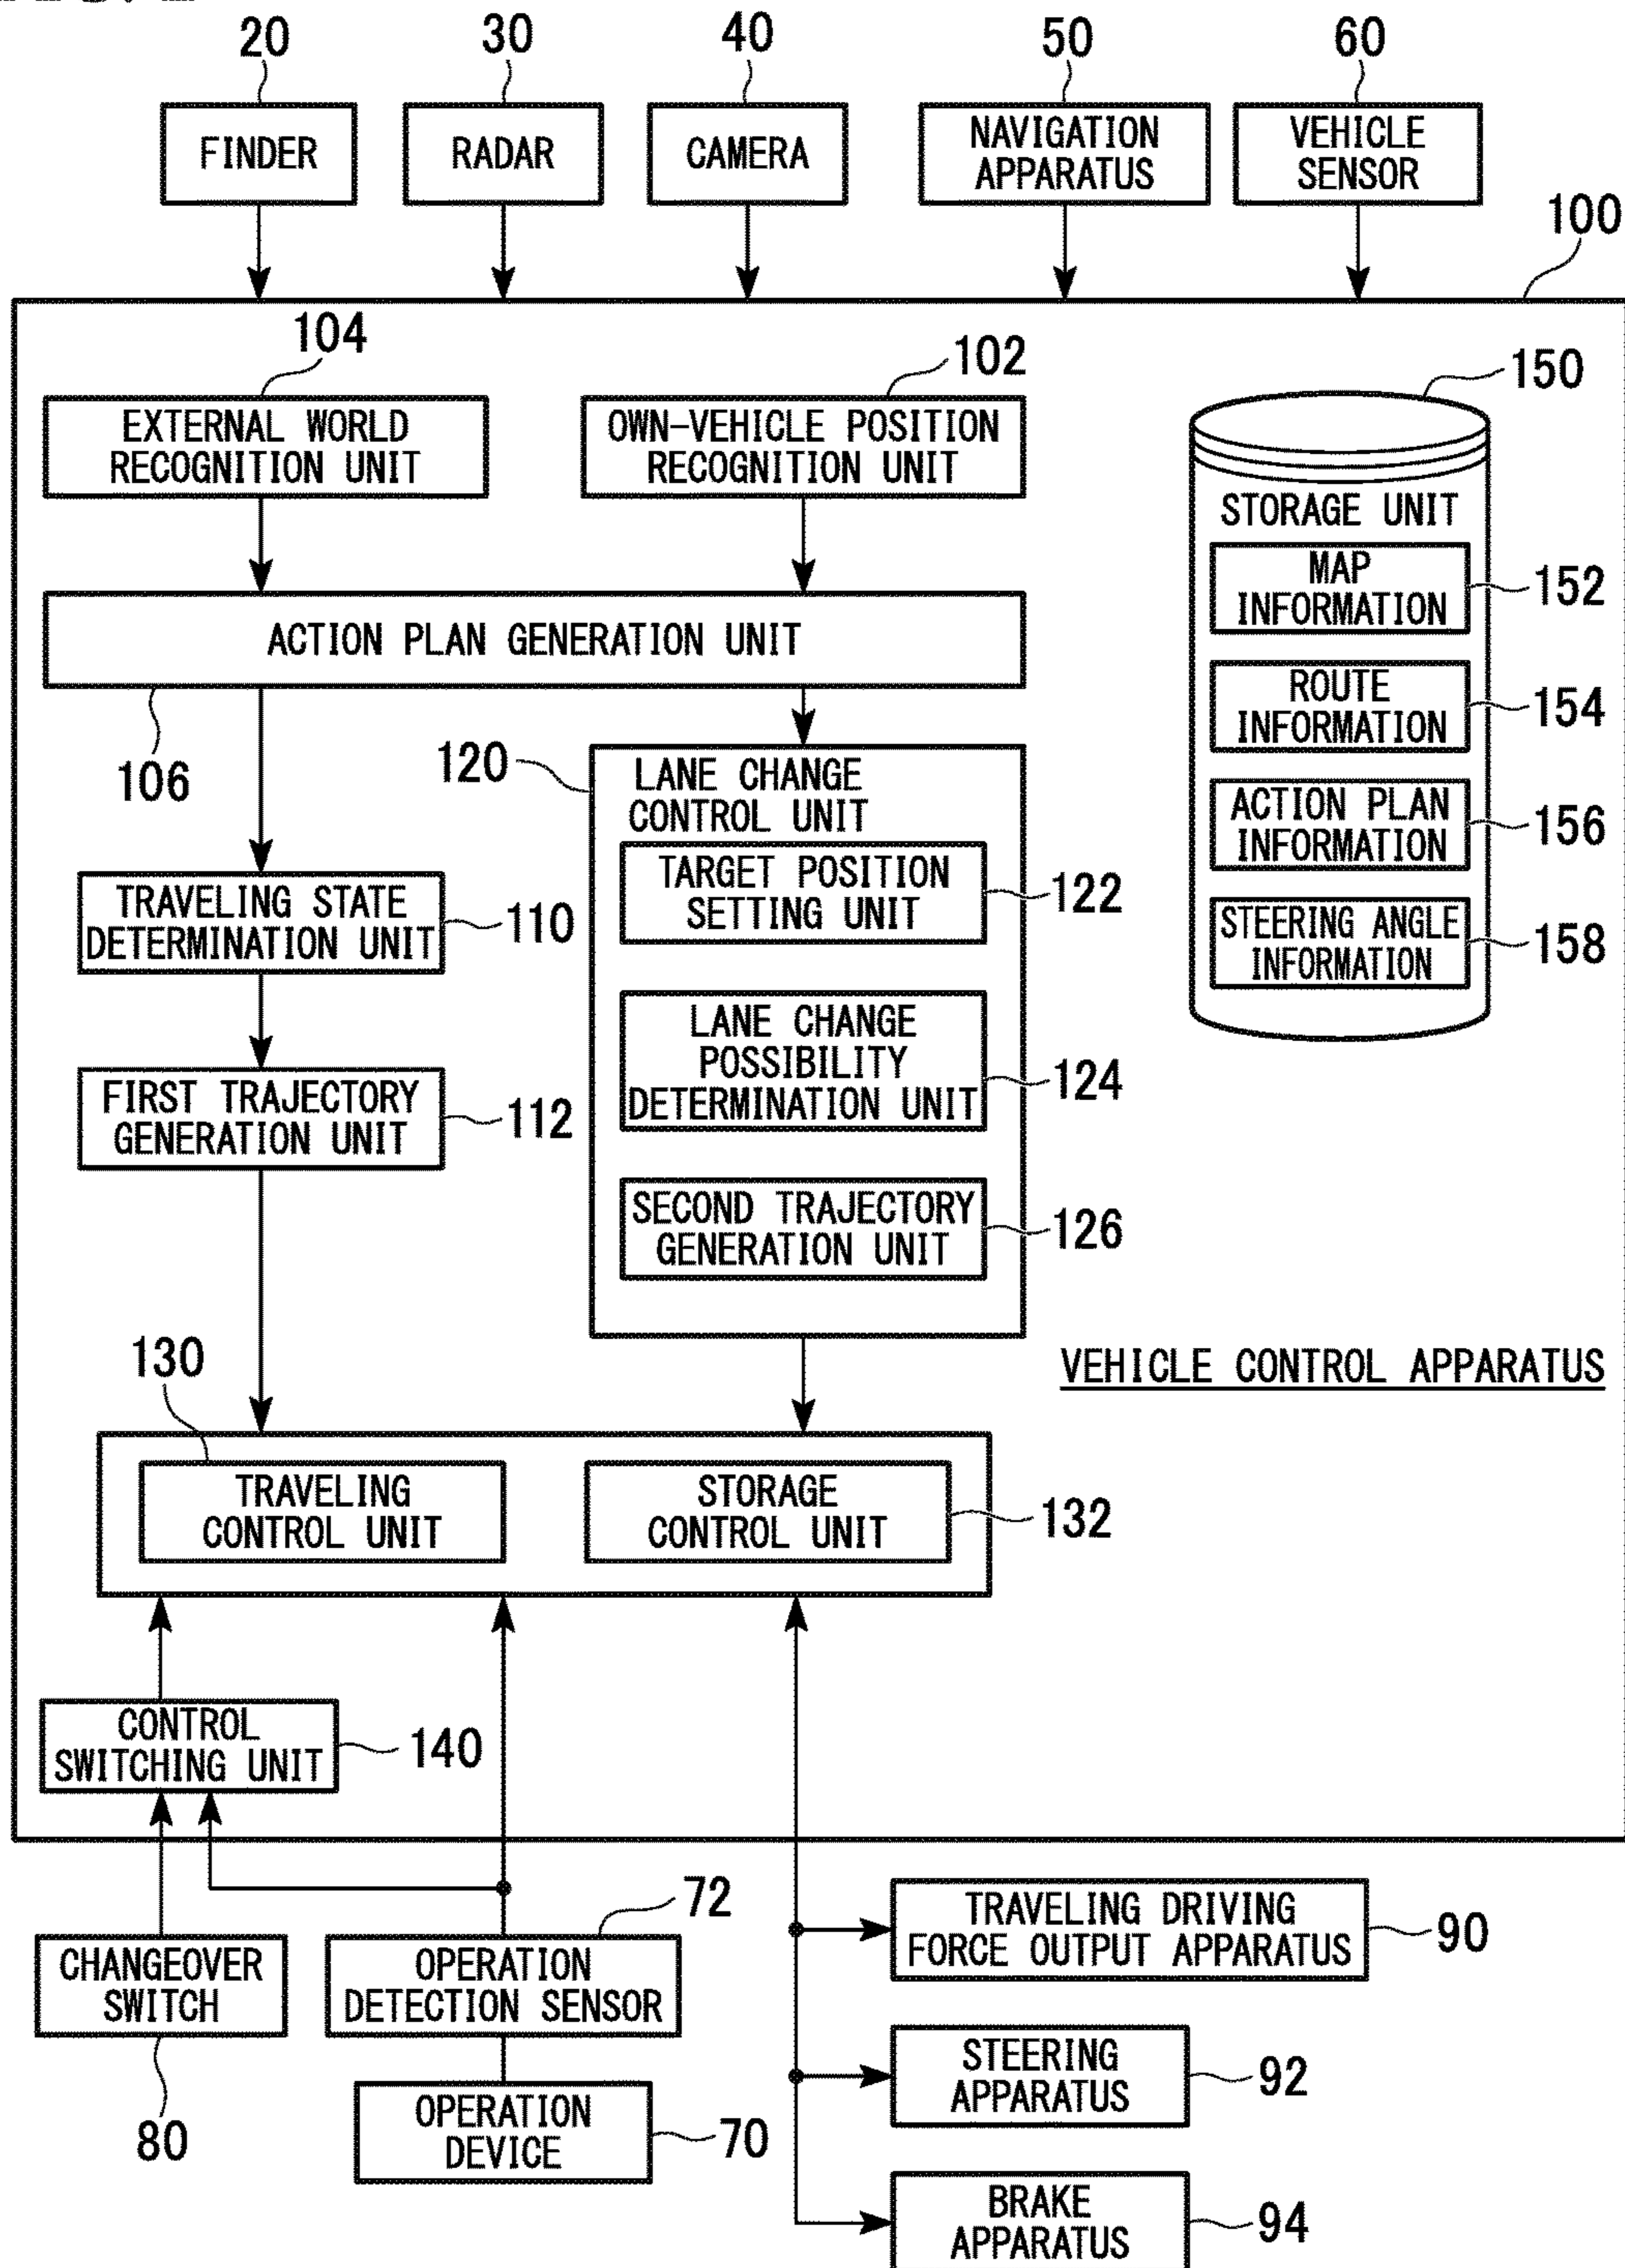 20
30
40
50
60
FINDER
RADAR
CAMERA
NAVIGATION
APPARATUS
VEHICLE
SENSOR
100
104
102
150
EXTERNAL WORLD
RECOGNITION UNIT
OWN-VEHICLE POSITION
RECOGNITION UNIT
STORAGE UNIT
MAP
INFORMATION
152
ACTION PLAN GENERATION UNIT
ROUTE
INFORMATION
154
106
120
LANE CHANGE
CONTROL UNIT
ACTION PLAN
INFORMATION
156
TARGET POSITION
SETTING UNIT
122
TRAVELING STATE
DETERMINATION UNIT
110
STEERING ANGLE
INFORMATION
158
LANE CHANGE
POSSIBILITY
DETERMINATION UNIT
124
FIRST TRAJECTORY
GENERATION UNIT
112
SECOND TRAJECTORY
GENERATION UNIT
126
VEHICLE CONTROL APPARATUS
130
TRAVELING
CONTROL UNIT
STORAGE
CONTROL UNIT
132
CONTROL
SWITCHING UNIT
140
72
TRAVELING DRIVING
FORCE OUTPUT APPARATUS
90
CHANGEOVER
SWITCH
OPERATION
DETECTION SENSOR
STEERING
APPARATUS
92
80
OPERATION
DEVICE
70
BRAKE
APPARATUS
94